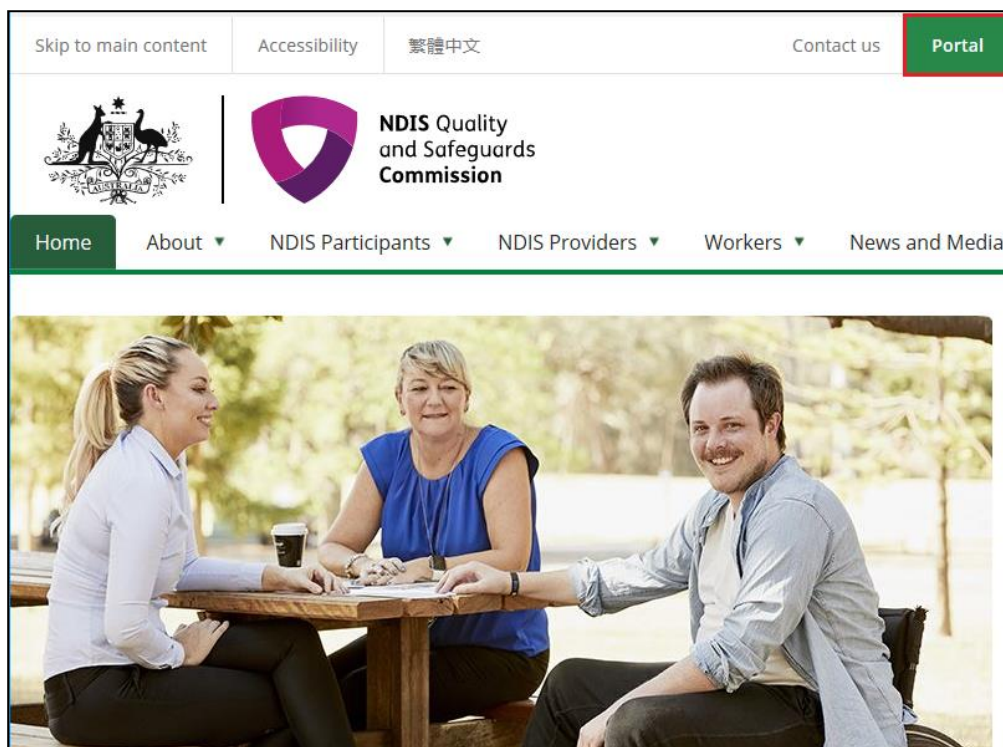 Skip to main content
Accessibility
繁體中文
Contact us
Portal
AUSTRALIA
NDIS Quality
and Safeguards
Commission
Home
About
NDIS Participants
NDIS Providers
Workers
News and Media